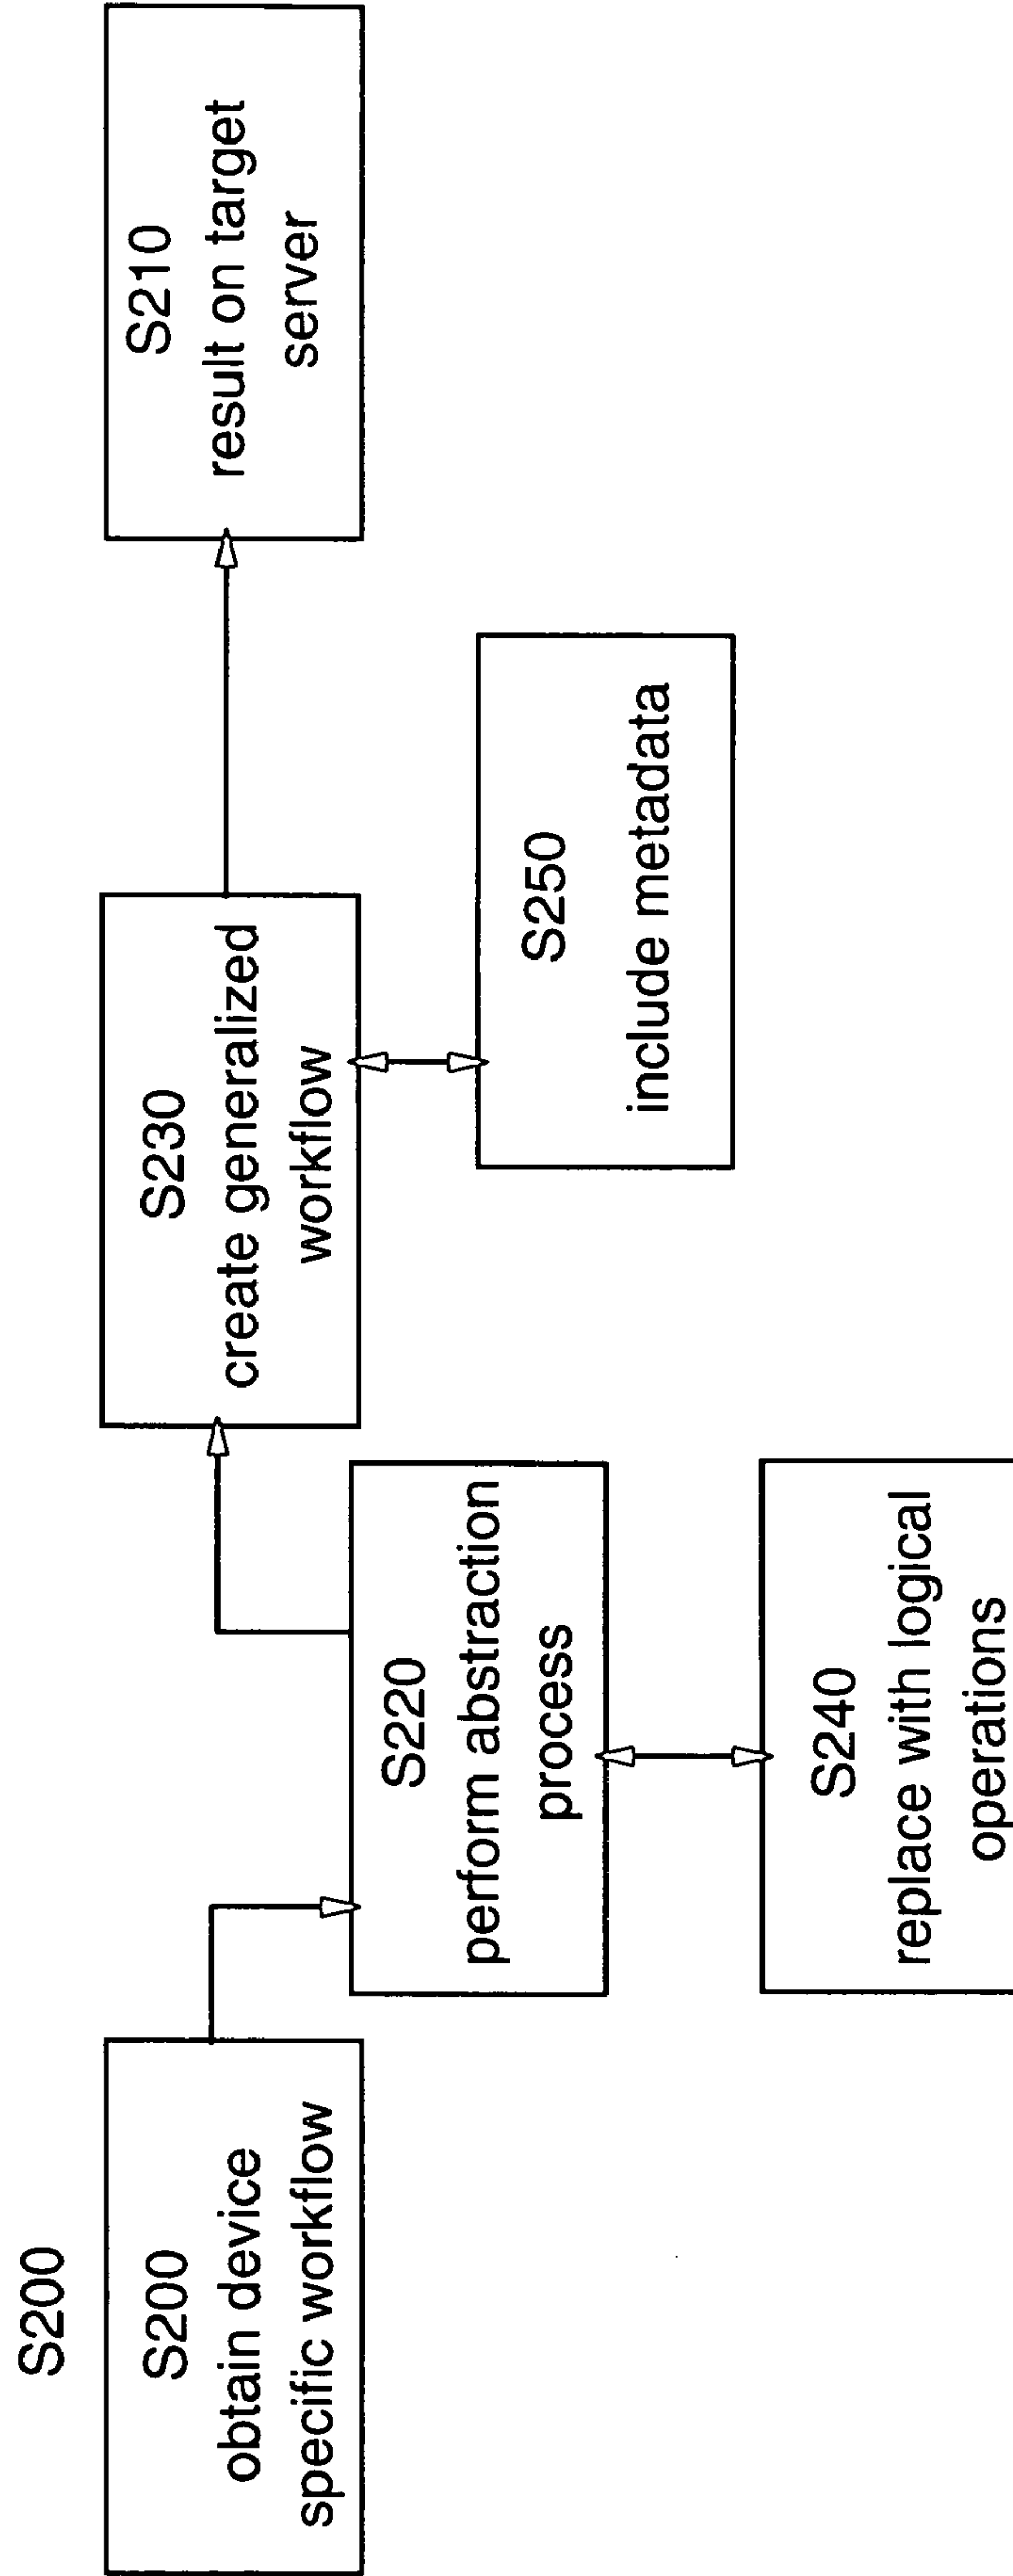 S200
S200
obtain device
specific workflow
S220
perform abstraction
process
S240
replace with logical
operations
S230
create generalized
workflow
S250
include metadata
S210
result on target
server